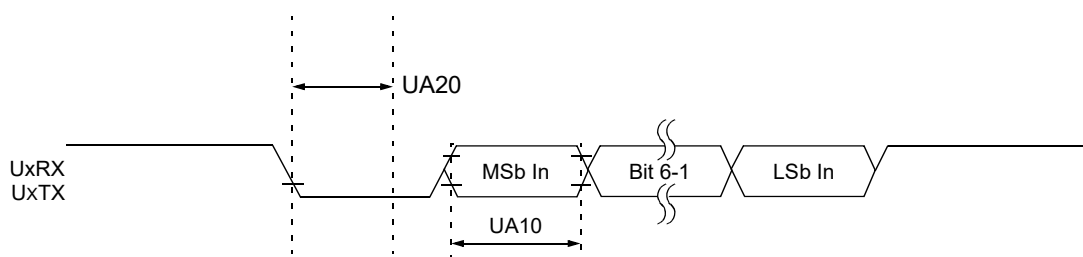 UA20
UxRX
UxTX
MSb In
Bit 6-1
LSb In
UA10